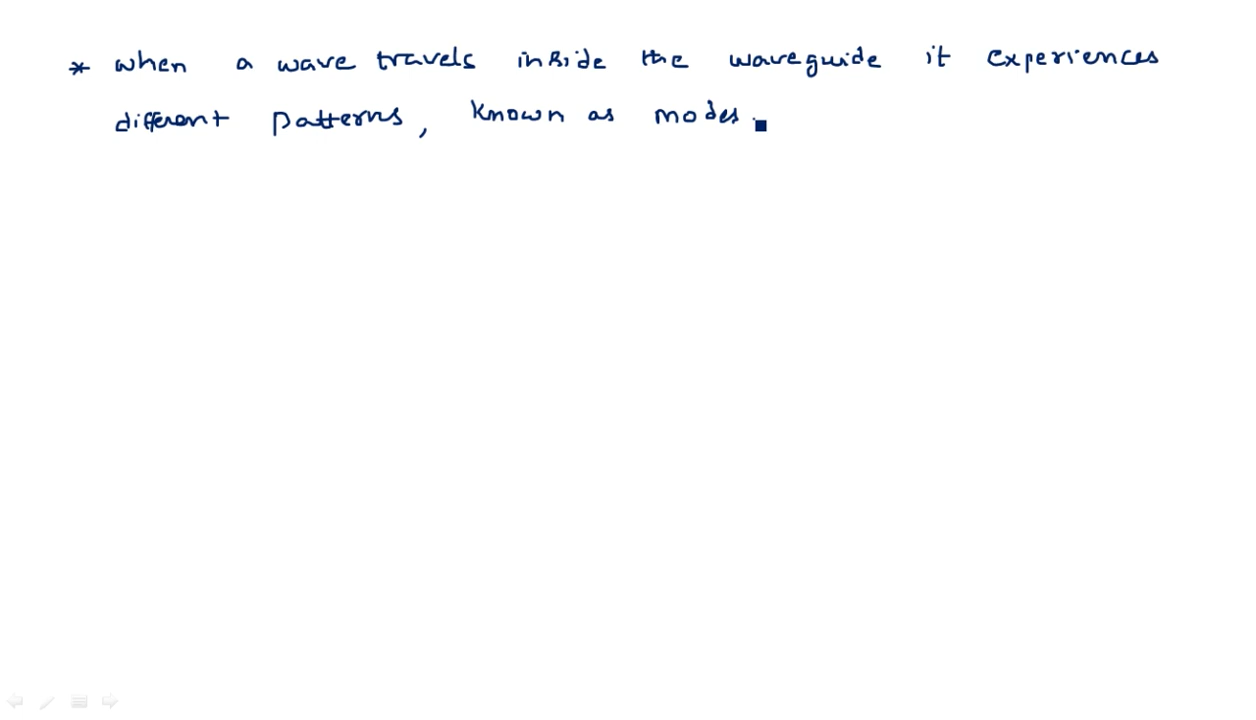 * when a wave travels inside the waveguide it experiences
different patterns, known as modes.